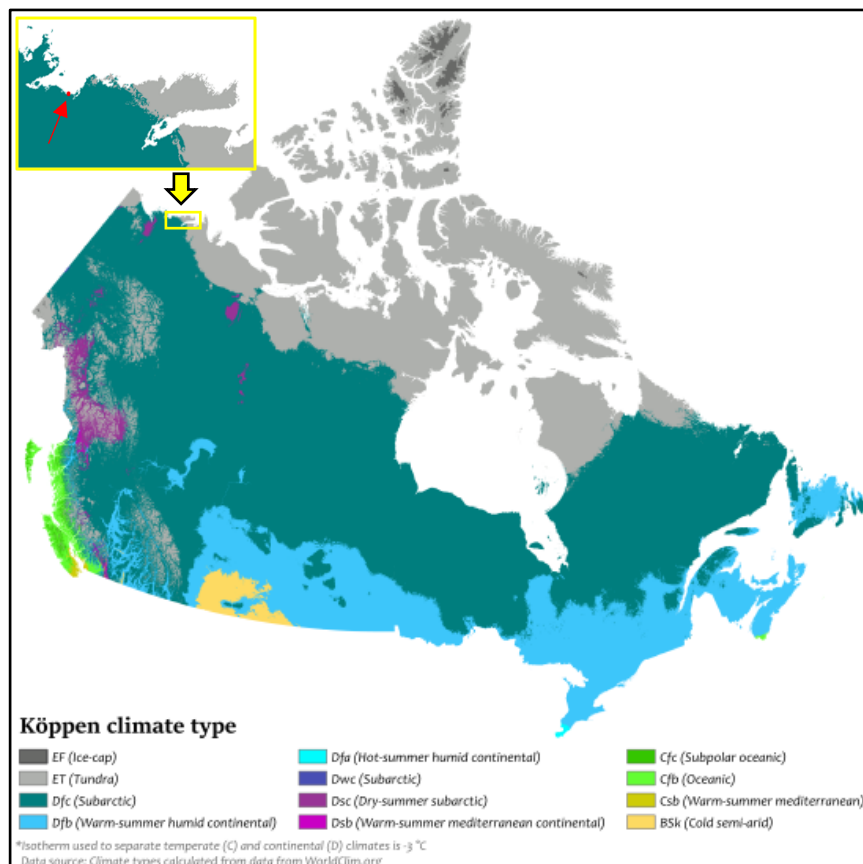 Köppen climate type
EF (Ice-cap)
ET (Tundra)
Dfc (Subarctic)
Dfb (Warm-summer humid continental)
Dfa (Hot-summer humid continental)
Dwc (Subarctic)
Dsc (Dry-summer subarctic)
Dsb (Warm-summer mediterranean continental)
Cfc (Subpolar oceanic)
Cfb (Oceanic)
Csb (Warm-summer mediterranean)
BSk (Cold semi-arid)
*Isotherm used to separate temperate (C) and continental (D) climates is -3 °C
Data source: Climate types calculated from data from WorldClim.org